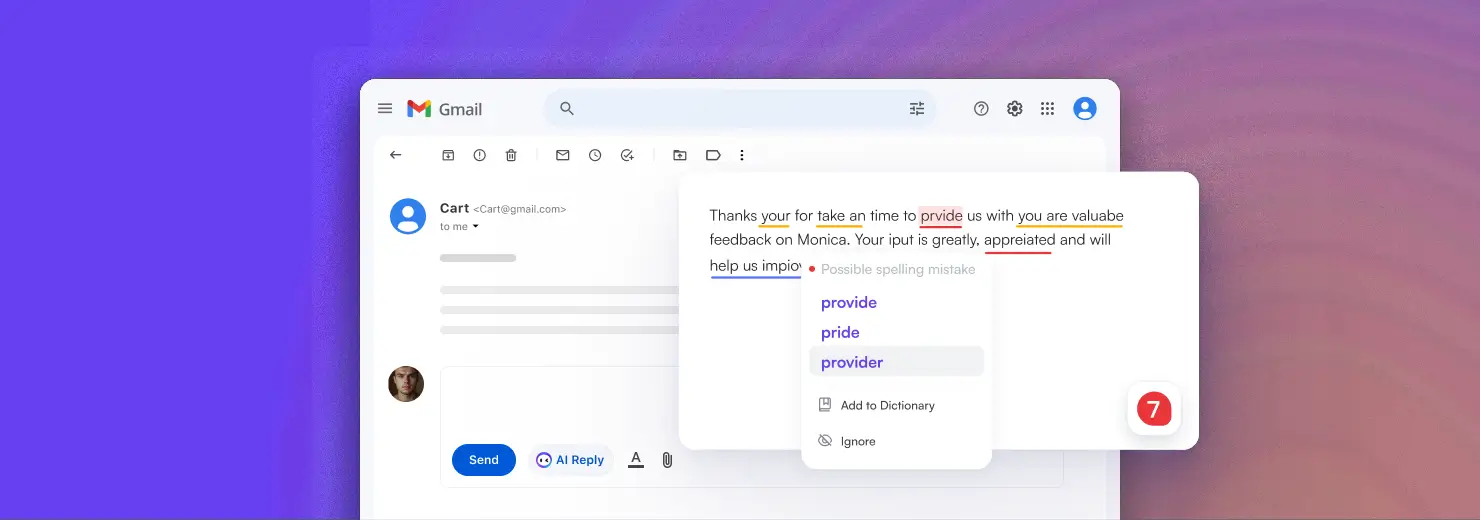 Gmail
Cart <Cart@gmail.com>
to me
Thanks your for take an time to prvide us with you are valuabe
feedback on Monica. Your iput is greatly, appreiated and will
help us
Possible spelling mistake
provide
pride
provider
Add to Dictionary
Ignore
7
Send
AI Reply
A